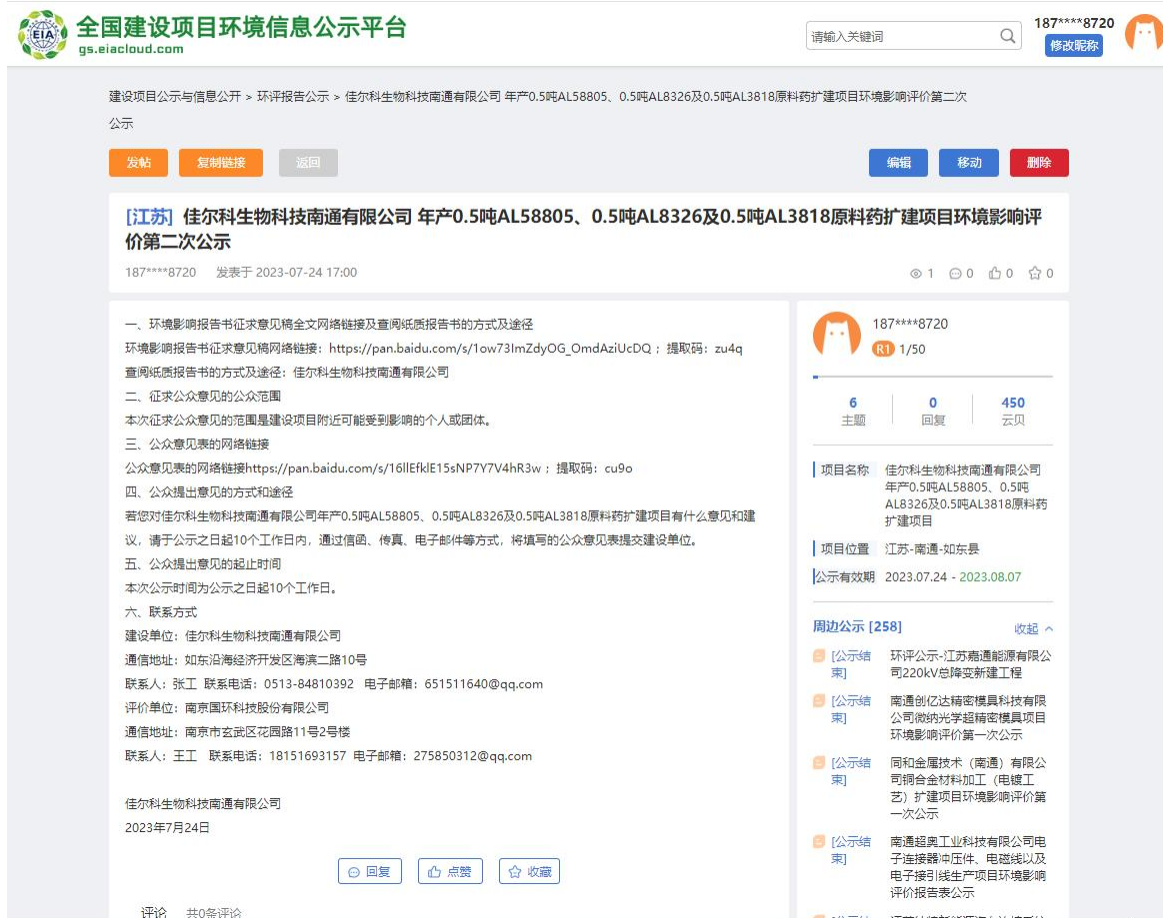 EIA
全国建设项目环境信息公示平台
gs.eiacloud.com
请输入关键词
187****8720
修改昵称
建设项目公示与信息公开 > 环评报告公示 > 佳尔科生物科技南通有限公司 年产0.5吨AL58805、0.5吨AL8326及0.5吨AL3818原料药扩建项目环境影响评价第二次
公示
发帖 复制链接 返回 编辑 移动 删除
[江苏] 佳尔科生物科技南通有限公司 年产0.5吨AL58805、0.5吨AL8326及0.5吨AL3818原料药扩建项目环境影响评
价第二次公示
187****8720 发表于 2023-07-24 17:00 1 0 0 0
一、环境影响报告书征求意见稿全文网络链接及查阅纸质报告书的方式及途径
环境影响报告书征求意见稿网络链接：https://pan.baidu.com/s/1ow73ImZdyOG_OmdAziUcDQ ；提取码：zu4q
查阅纸质报告书的方式及途径：佳尔科生物科技南通有限公司
二、征求公众意见的公众范围
本次征求公众意见的范围是建设项目附近可能受到影响的个人或团体。
三、公众意见表的网络链接
公众意见表的网络链接https://pan.baidu.com/s/16llEfklE15sNP7Y7V4hR3w ；提取码：cu9o
四、公众提出意见的方式和途径
若您对佳尔科生物科技南通有限公司年产0.5吨AL58805、0.5吨AL8326及0.5吨AL3818原料药扩建项目有什么意见和建
议，请于公示之日起10个工作日内，通过信函、传真、电子邮件等方式，将填写的公众意见表提交建设单位。
五、公众提出意见的起止时间
本次公示时间为公示之日起10个工作日。
六、联系方式
建设单位：佳尔科生物科技南通有限公司
通信地址：如东沿海经济开发区海滨二路10号
联系人：张工 联系电话：0513-84810392 电子邮箱：651511640@qq.com
评价单位：南京国环科技股份有限公司
通信地址：南京市玄武区花园路11号2号楼
联系人：王工 联系电话：18151693157 电子邮箱：275850312@qq.com
佳尔科生物科技南通有限公司
2023年7月24日
回复 点赞 收藏
评论 共0条评论
187****8720
R1 1/50
6 0 450
主题 回复 云贝
项目名称 佳尔科生物科技南通有限公司
年产0.5吨AL58805、0.5吨
AL8326及0.5吨AL3818原料药
扩建项目
项目位置 江苏-南通-如东县
公示有效期 2023.07.24 - 2023.08.07
周边公示 [258] 收起
[公示结 环评公示-江苏嘉通能源有限公
束] 司220kV总降变新建工程
[公示结 南通创亿达精密模具科技有限
束] 公司微纳光学超精密模具项目
环境影响评价第一次公示
[公示结 同和金属技术（南通）有限公
束] 司铜合金材料加工（电镀工
艺）扩建项目环境影响评价第
一次公示
[公示结 南通超奥工业科技有限公司电
束] 子连接器冲压件、电磁线以及
电子接引线生产项目环境影响
评价报告表公示